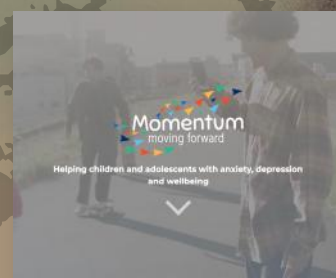 Momentum
moving forward
Helping children and adolescents with anxiety, depression
and wellbeing